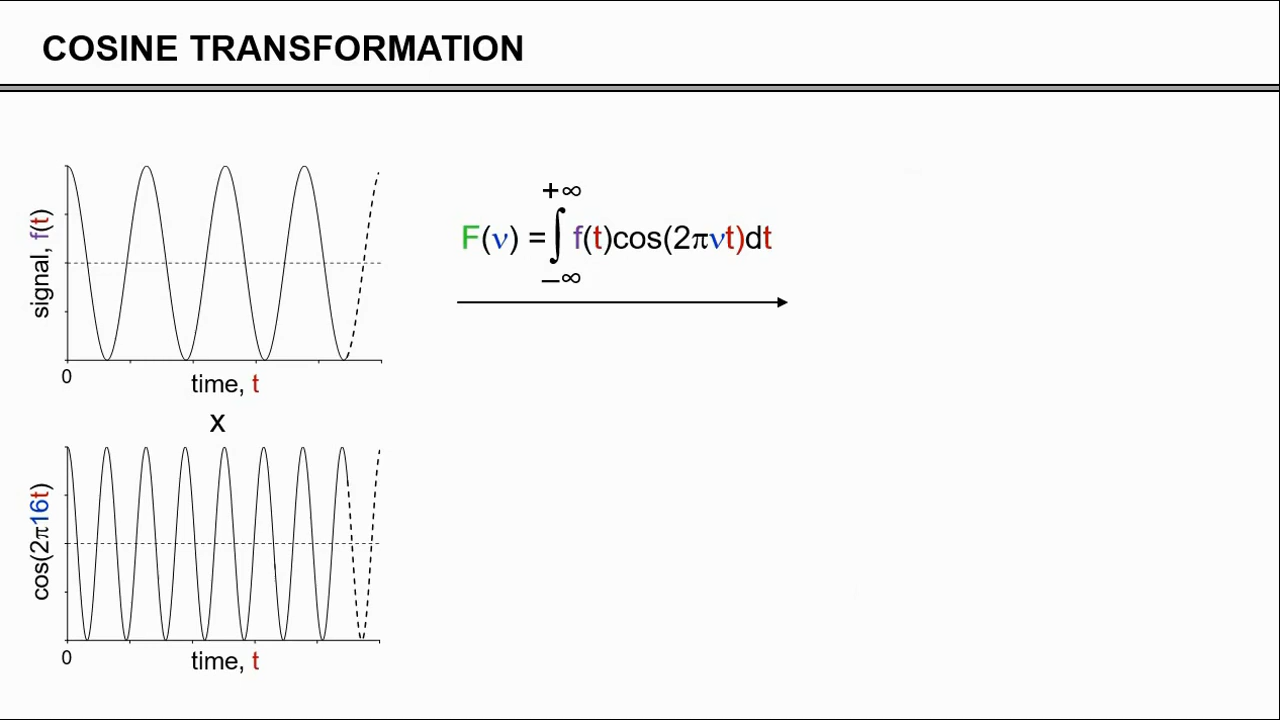 COSINE TRANSFORMATION
signal, f(t)
0
time, t
x
cos(2π16t)
0
time, t
+∞
F(ν) = ∫ f(t)cos(2πνt)dt
−∞